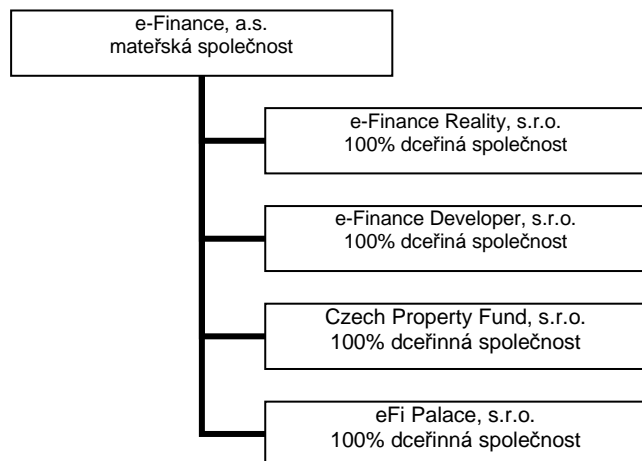 e-Finance, a.s.
mateřská společnost
e-Finance Reality, s.r.o.
100% dceřiná společnost
e-Finance Developer, s.r.o.
100% dceřiná společnost
Czech Property Fund, s.r.o.
100% dceřinná společnost
eFi Palace, s.r.o.
100% dceřinná společnost